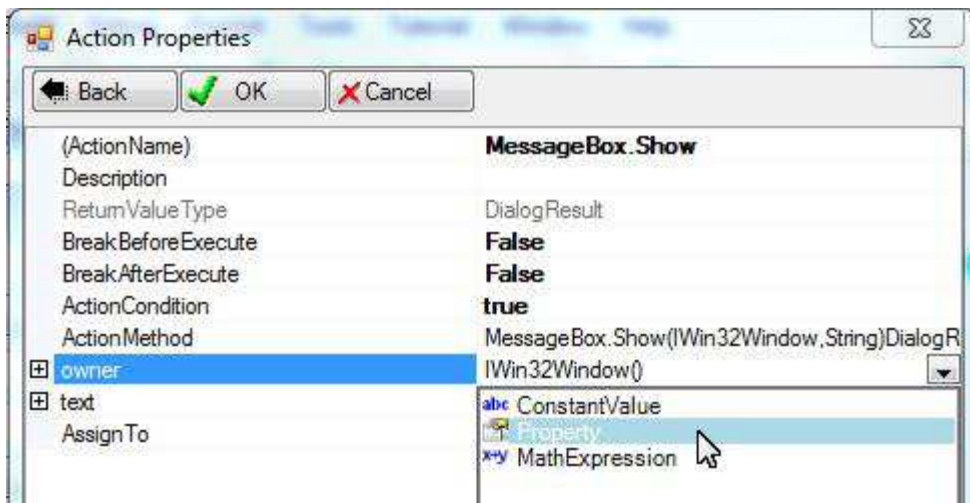 Action Properties
Back OK Cancel
(ActionName) MessageBox.Show
Description
ReturnValueType DialogResult
BreakBeforeExecute False
BreakAfterExecute False
ActionCondition true
ActionMethod MessageBox.Show(IWin32Window,String)DialogR
owner IWin32Window()
text
abc ConstantValue
AssignTo
Property
x+y MathExpression